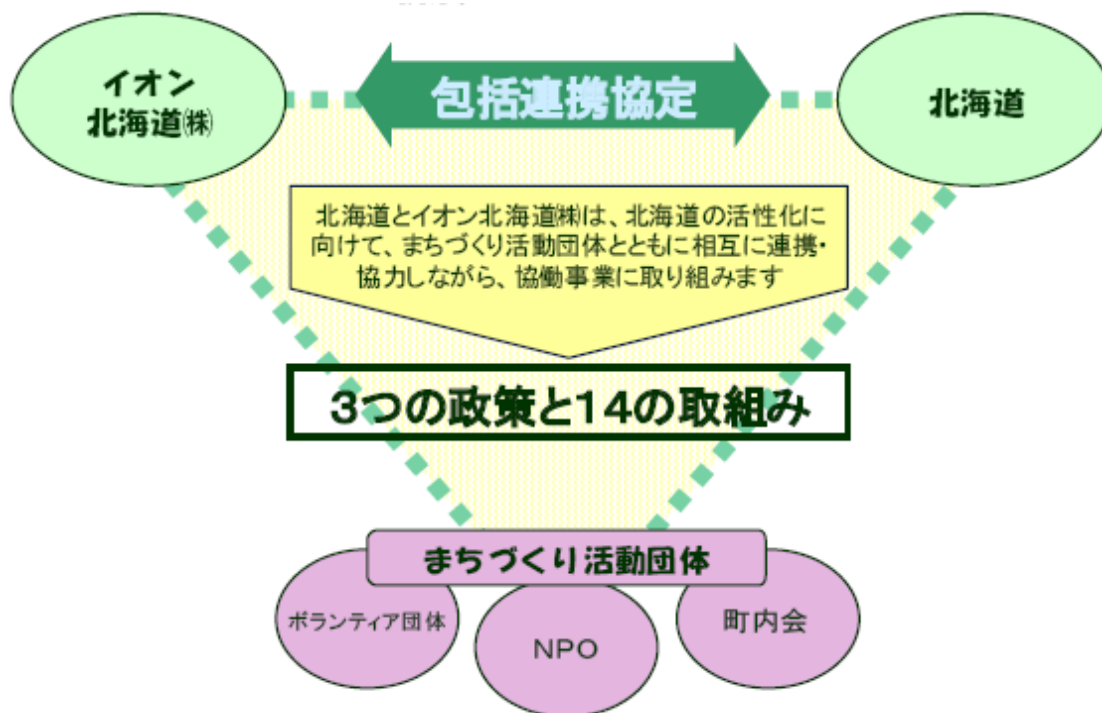 イオン
北海道㈱
包括連携協定
北海道
北海道とイオン北海道㈱は、北海道の活性化に
向けて、まちづくり活動団体とともに相互に連携・
協力しながら、協働事業に取り組みます
3つの政策と14の取組み
まちづくり活動団体
ボランティア団体
NPO
町内会